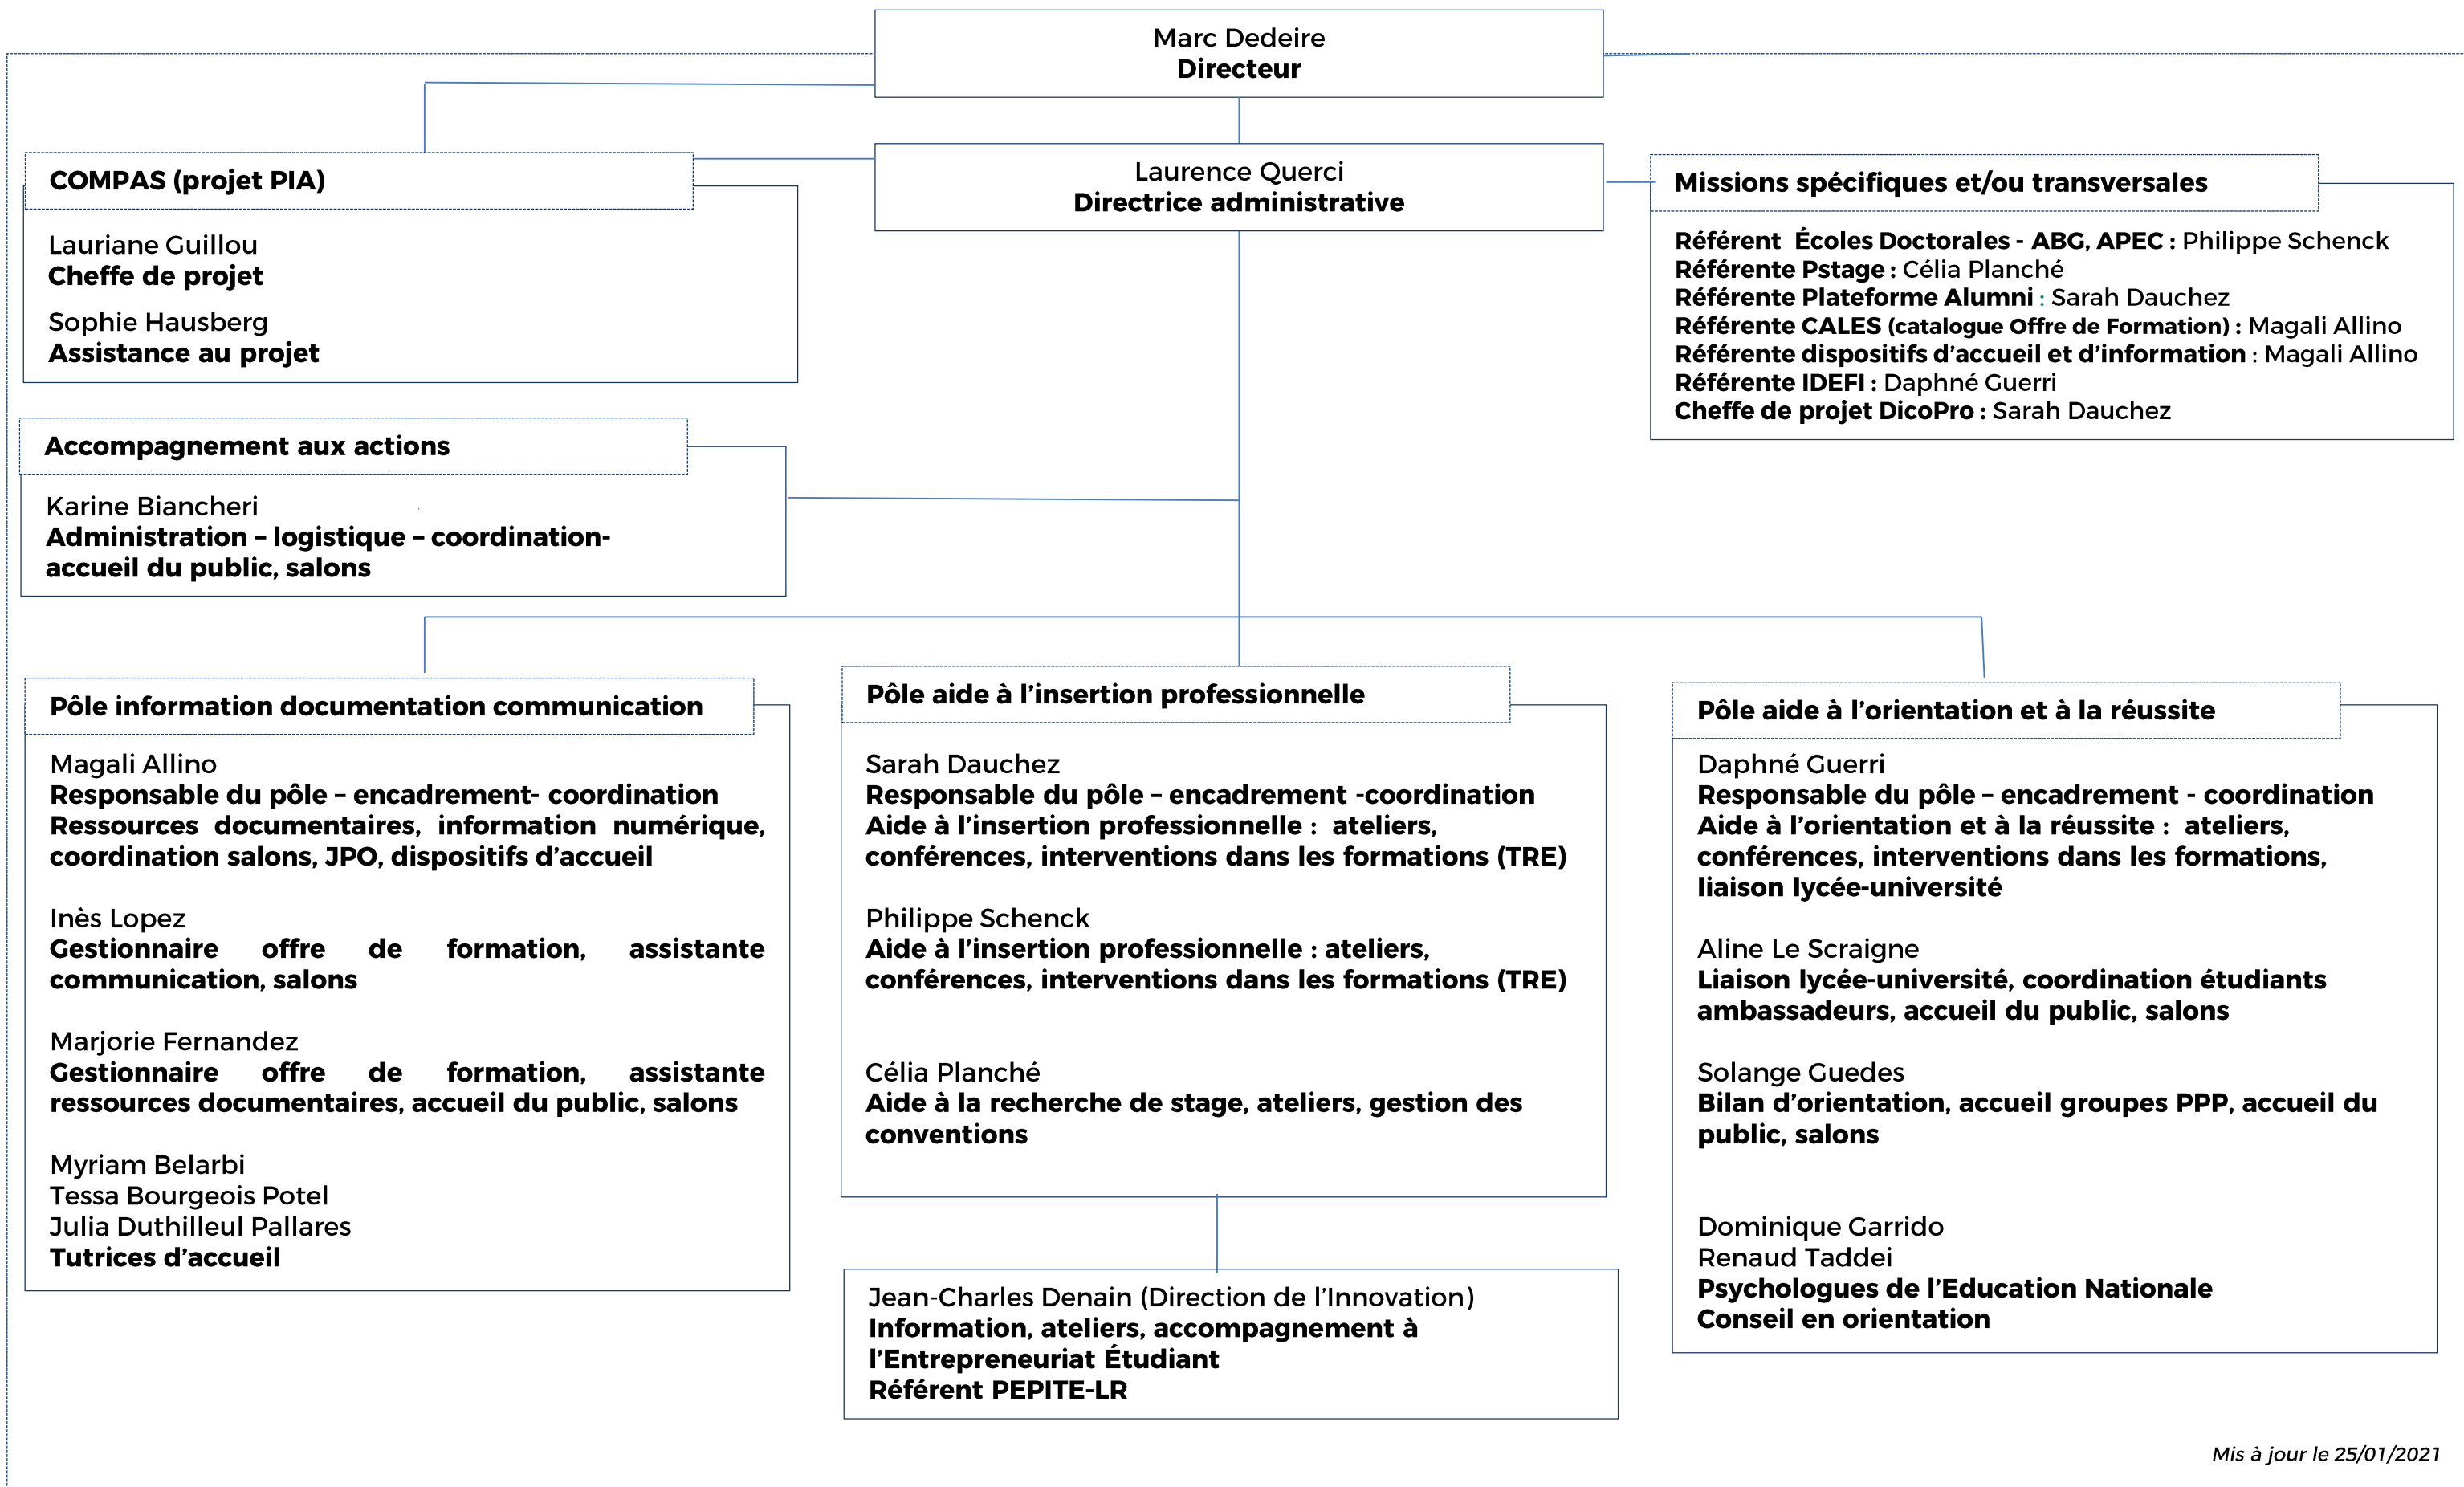 Marc Dedeire
Directeur
Laurence Querci
Directrice administrative
COMPAS (projet PIA)
Lauriane Guillou
Cheffe de projet
Sophie Hausberg
Assistance au projet
Missions spécifiques et/ou transversales
Référent  Écoles Doctorales - ABG, APEC : Philippe Schenck
Référente Pstage : Célia Planché
Référente Plateforme Alumni : Sarah Dauchez
Référente CALES (catalogue Offre de Formation) : Magali Allino
Référente dispositifs d'accueil et d'information : Magali Allino
Référente IDEFI : Daphné Guerri
Cheffe de projet DicoPro : Sarah Dauchez
Accompagnement aux actions
Karine Biancheri
Administration – logistique – coordination-
accueil du public, salons
Pôle information documentation communication
Magali Allino
Responsable du pôle – encadrement- coordination
Ressources documentaires, information numérique,
coordination salons, JPO, dispositifs d'accueil
Inès Lopez
Gestionnaire offre de formation, assistante
communication, salons
Marjorie Fernandez
Gestionnaire offre de formation, assistante
ressources documentaires, accueil du public, salons
Myriam Belarbi
Tessa Bourgeois Potel
Julia Duthilleul Pallares
Tutrices d'accueil
Pôle aide à l'insertion professionnelle
Sarah Dauchez
Responsable du pôle – encadrement -coordination
Aide à l'insertion professionnelle :  ateliers,
conférences, interventions dans les formations (TRE)
Philippe Schenck
Aide à l'insertion professionnelle : ateliers,
conférences, interventions dans les formations (TRE)
Célia Planché
Aide à la recherche de stage, ateliers, gestion des
conventions
Jean-Charles Denain (Direction de l'Innovation)
Information, ateliers, accompagnement à
l'Entrepreneuriat Étudiant
Référent PEPITE-LR
Pôle aide à l'orientation et à la réussite
Daphné Guerri
Responsable du pôle – encadrement - coordination
Aide à l'orientation et à la réussite :  ateliers,
conférences, interventions dans les formations,
liaison lycée-université
Aline Le Scraigne
Liaison lycée-université, coordination étudiants
ambassadeurs, accueil du public, salons
Solange Guedes
Bilan d'orientation, accueil groupes PPP, accueil du
public, salons
Dominique Garrido
Renaud Taddei
Psychologues de l'Education Nationale
Conseil en orientation
Mis à jour le 25/01/2021